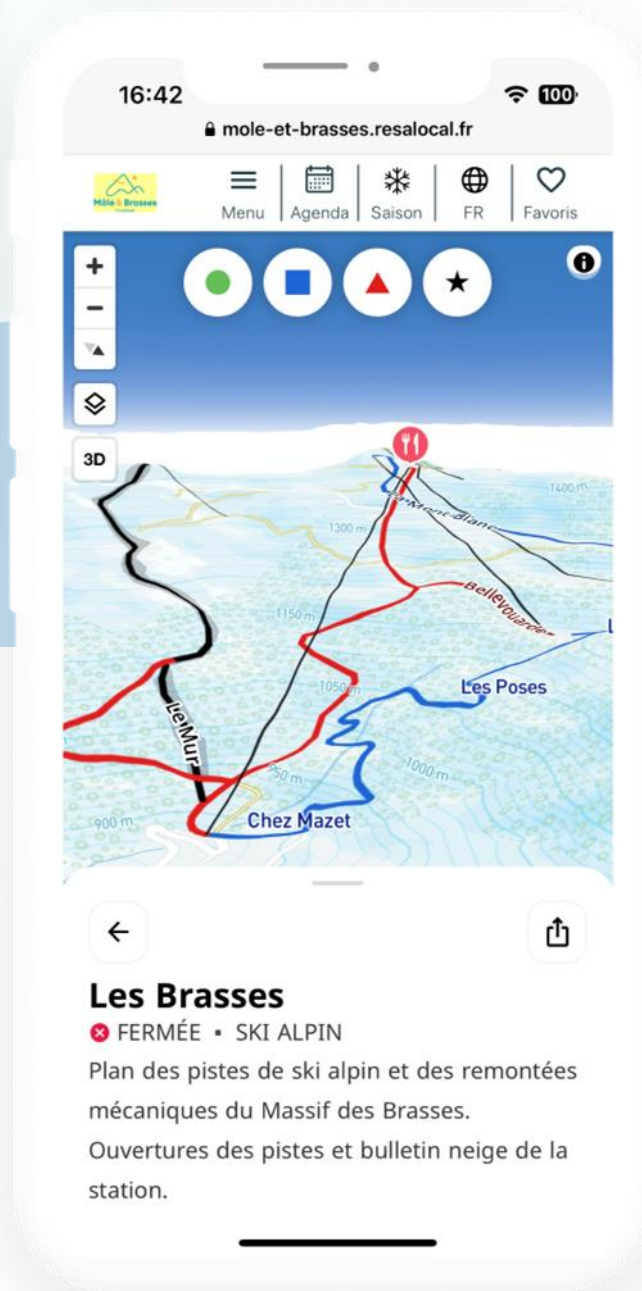 16:42
100
mole-et-brasses.resalocal.fr
Môle & Brasses
Menu
Agenda
Saison
FR
Favoris
3D
1400 m
La Mont Blanc
1300 m
Bellevouarde
1150 m
1050 m
Les Poses
Le Mur
950 m
1000 m
900 m
Chez Mazet
Les Brasses
FERMÉE ▪ SKI ALPIN
Plan des pistes de ski alpin et des remontées
mécaniques du Massif des Brasses.
Ouvertures des pistes et bulletin neige de la
station.